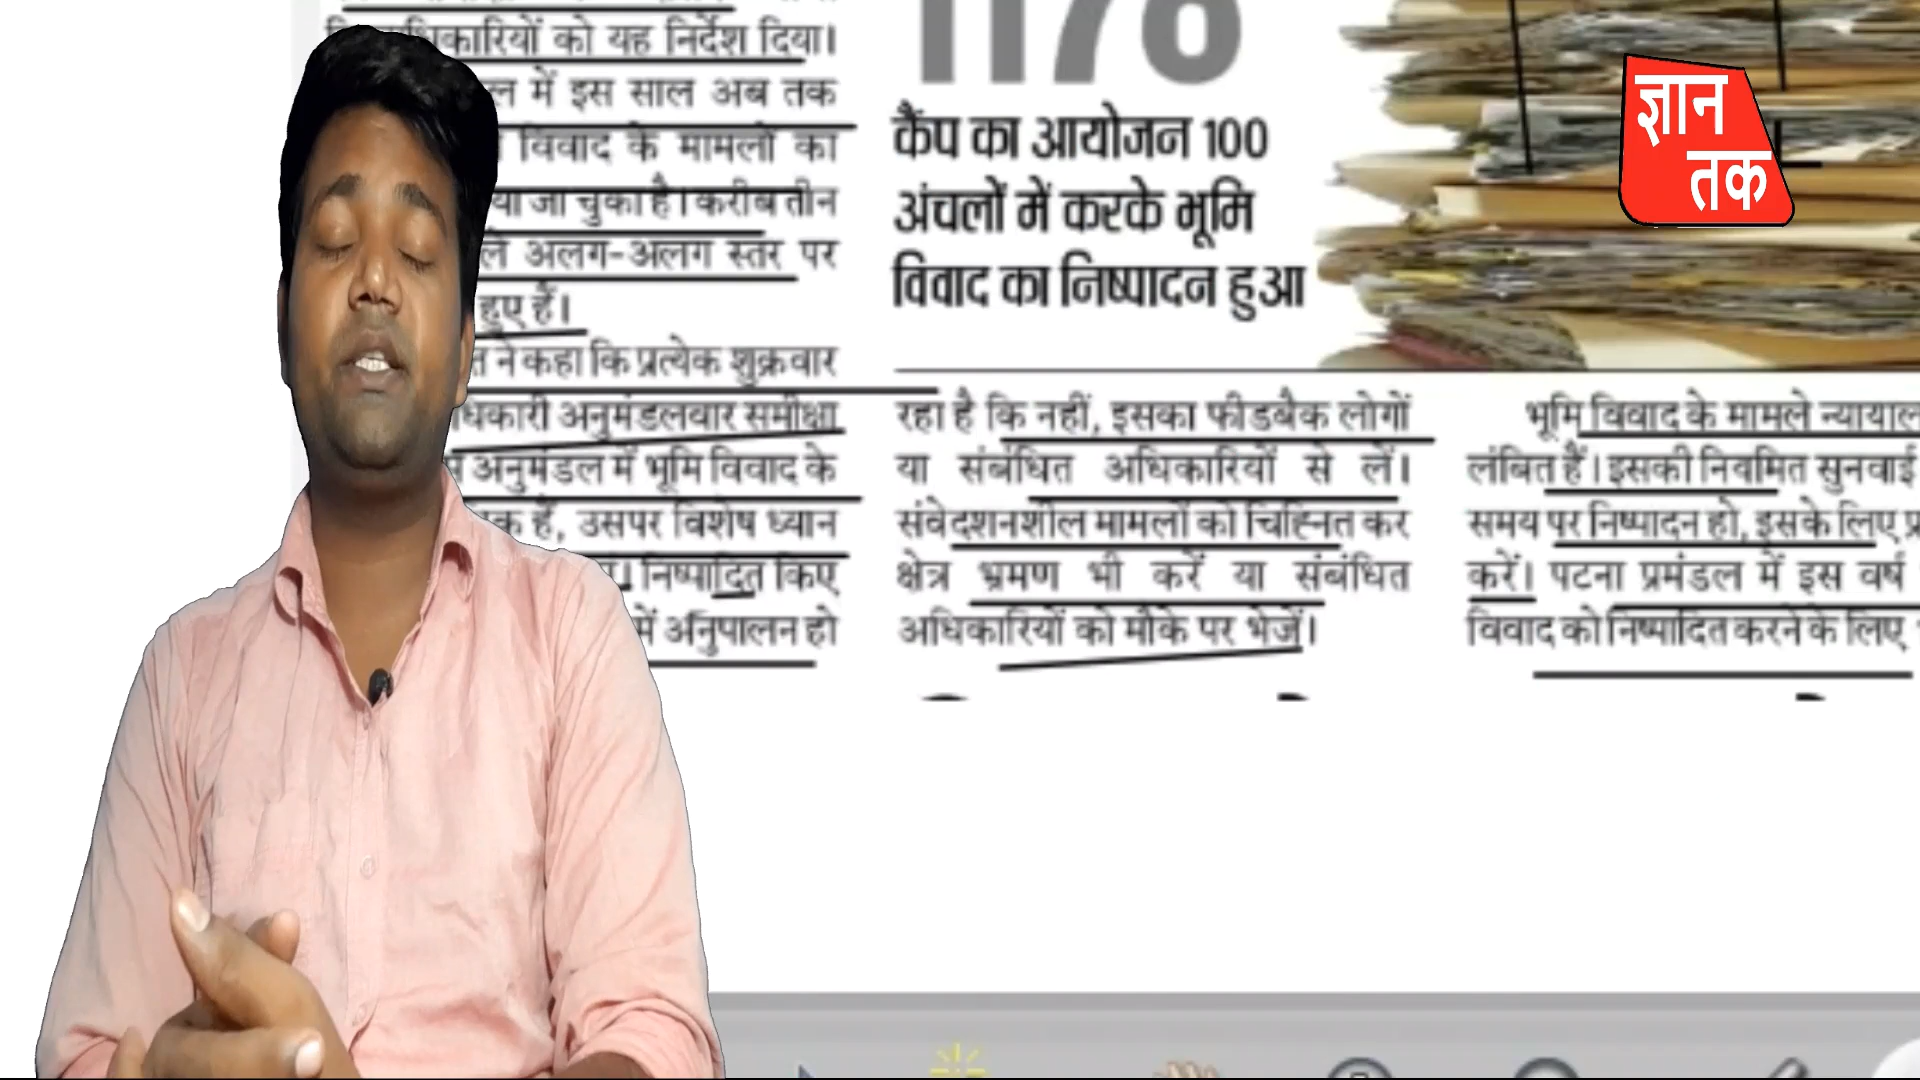 कारियों को यह निर्देश दिया।
ल में इस साल अब तक
विवाद के मामलों का
या जा चुका है। करीब तीन
अलग-अलग स्तर पर
हुए हैं।
त ने कहा कि प्रत्येक शुक्रवार
धिकारी अनुमंडलवार समीक्षा
अनुमंडल में भूमि विवाद के
क हैं, उसपर विशेष ध्यान
निष्पादित किए
में अनुपालन हो
1178
कैंप का आयोजन 100
अंचलों में करके भूमि
विवाद का निष्पादन हुआ
रहा है कि नहीं, इसका फीडबैक लोगों
या संबंधित अधिकारियों से लें।
संवेदशनशील मामलों को चिह्नित कर
क्षेत्र भ्रमण भी करें या संबंधित
अधिकारियों को मौके पर भेजें।
भूमि विवाद के मामले न्यायाल
लंबित हैं। इसकी नियमित सुनवाई
समय पर निष्पादन हो, इसके लिए प्र
करें। पटना प्रमंडल में इस वर्ष
विवाद को निष्पादित करने के लिए
ज्ञान
तक